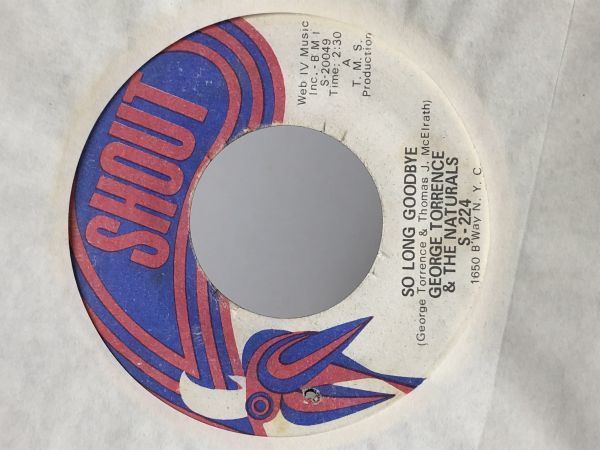 SHOUT
Web IV Music
Inc.-BMI
S-20049
Time: 2:30
A
T. M. S.
Production
SO LONG GOODBYE
(George Torrence & Thomas J. McElrath)
GEORGE TORRENCE
& THE NATURALS
S-224
1650 B'Way N. Y. C.